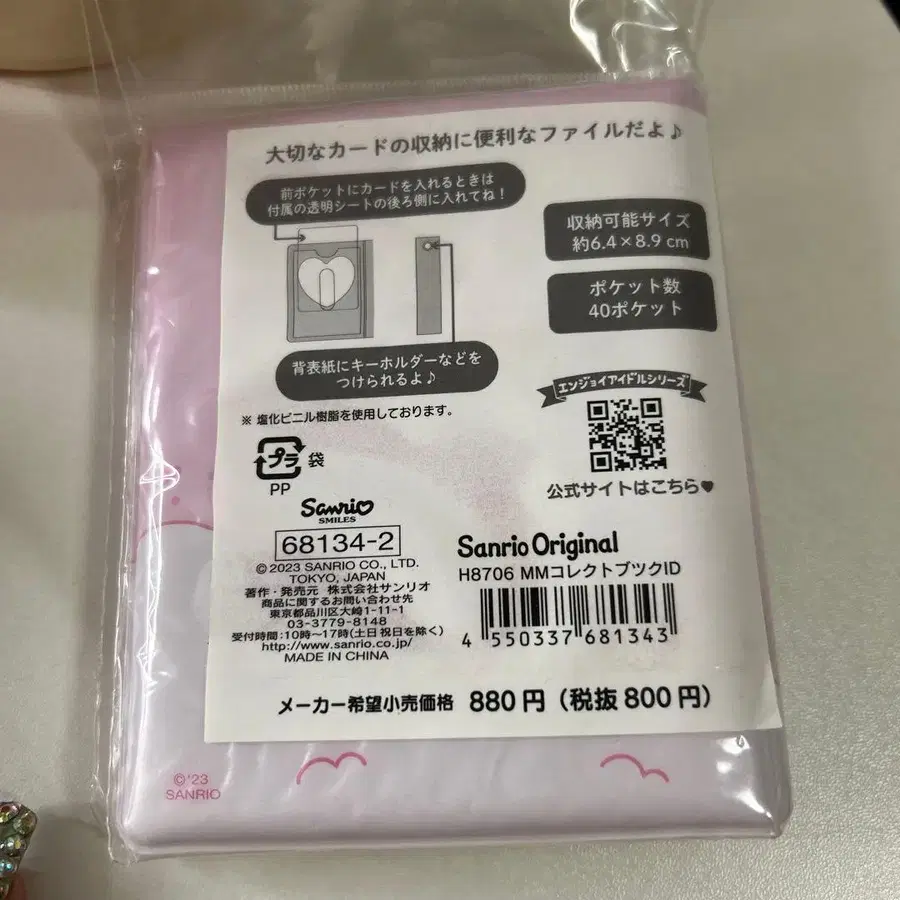 大切なカードの収納に便利なファイルだよ♪
前ポケットにカードを入れるときは
付属の透明シートの後ろ側に入れてね!
収納可能サイズ
約6.4×8.9cm
ポケット数
40ポケット
背表紙にキーホルダーなどを
つけられるよ♪
※ 塩化ビニル樹脂を使用しております。
エンジョイアイドルシリーズ
公式サイトはこちら♥
プラ 袋
PP
Sanrio
SMILES
68134-2
© 2023 SANRIO CO., LTD.
TOKYO, JAPAN
著作・発売元 株式会社サンリオ
商品に関するお問い合わせ先
東京都品川区大崎1-11-1
03-3779-8148
受付時間:10時~17時(土日祝日を除く)
http://www.sanrio.co.jp/
MADE IN CHINA
Sanrio Original
H8706 MMコレクトブックID
4 550337 681343
メーカー希望小売価格 880円(税抜800円)
©'23
SANRIO